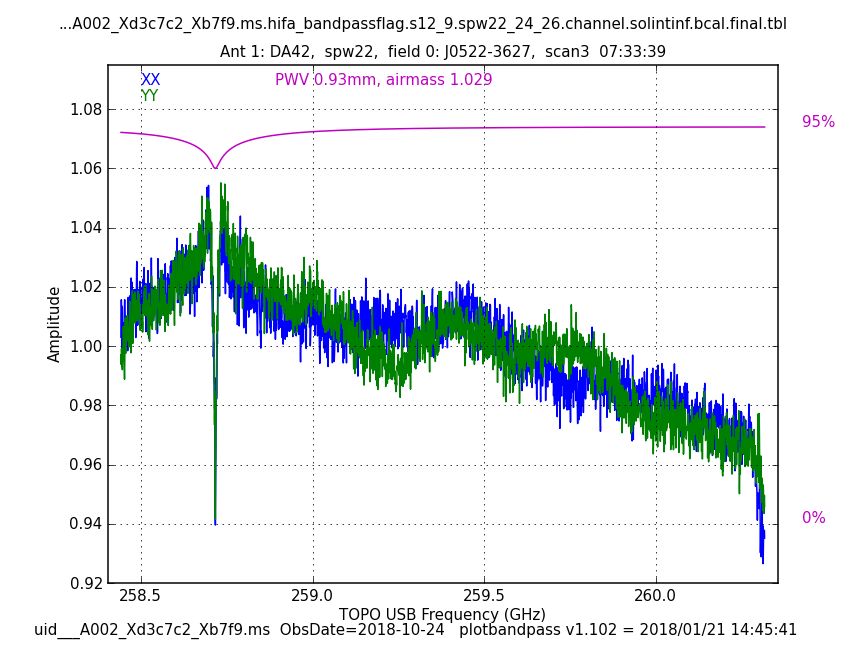 ...A002_Xd3c7c2_Xb7f9.ms.hifa_bandpassflag.s12_9.spw22_24_26.channel.solintinf.bcal.final.tbl
Ant 1: DA42,  spw22,  field 0: J0522-3627,  scan3  07:33:39
XX
PWV 0.93mm, airmass 1.029
YY
1.08
95%
1.06
1.04
1.02
1.00
0.98
0.96
0.94
0%
0.92
Amplitude
258.5 259.0 259.5 260.0
TOPO USB Frequency (GHz)
uid___A002_Xd3c7c2_Xb7f9.ms  ObsDate=2018-10-24   plotbandpass v1.102 = 2018/01/21 14:45:41